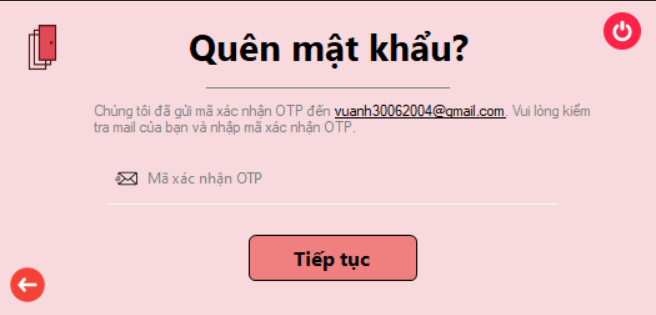 Quên mật khẩu?
Chúng tôi đã gửi mã xác nhận OTP đến vuanh30062004@gmail.com. Vui lòng kiểm
tra mail của bạn và nhập mã xác nhận OTP.
Mã xác nhận OTP
Tiếp tục